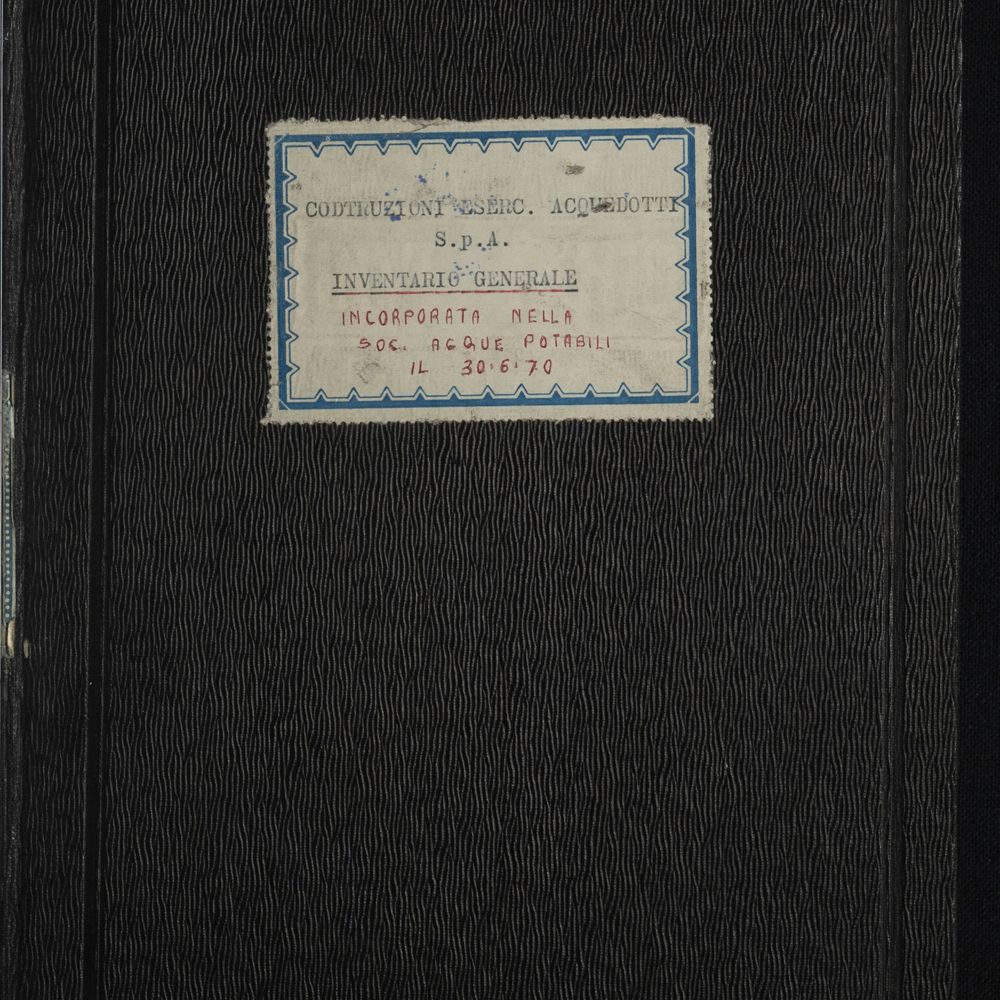 CODTRUZIONI ESERC. ACQUEDOTTI
S.p.A.
INVENTARIO GENERALE
INCORPORATA NELLA
SOC. ACQUE POTABILI
IL 30.6.70